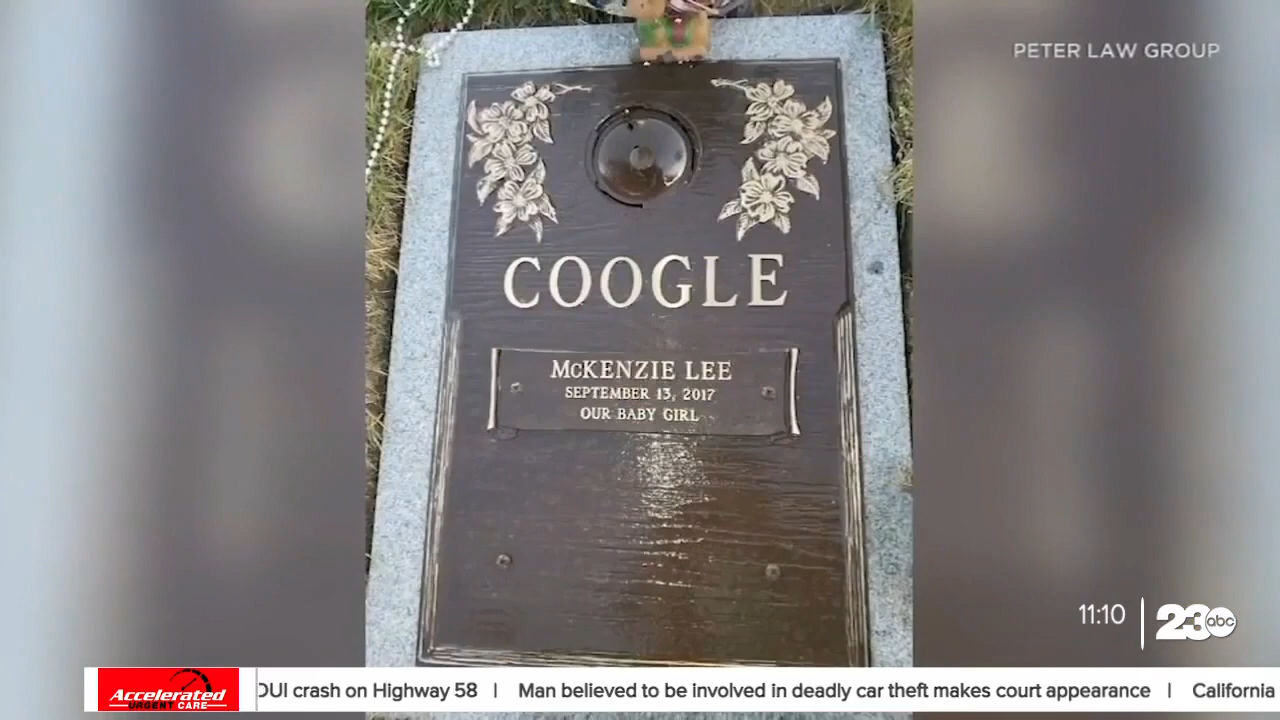 PETER LAW GROUP
COOGLE
McKENZIE LEE
SEPTEMBER 13, 2017
OUR BABY GIRL
11:10
23 abc
Accelerated
URGENT CARE
DUI crash on Highway 58 | Man believed to be involved in deadly car theft makes court appearance | California